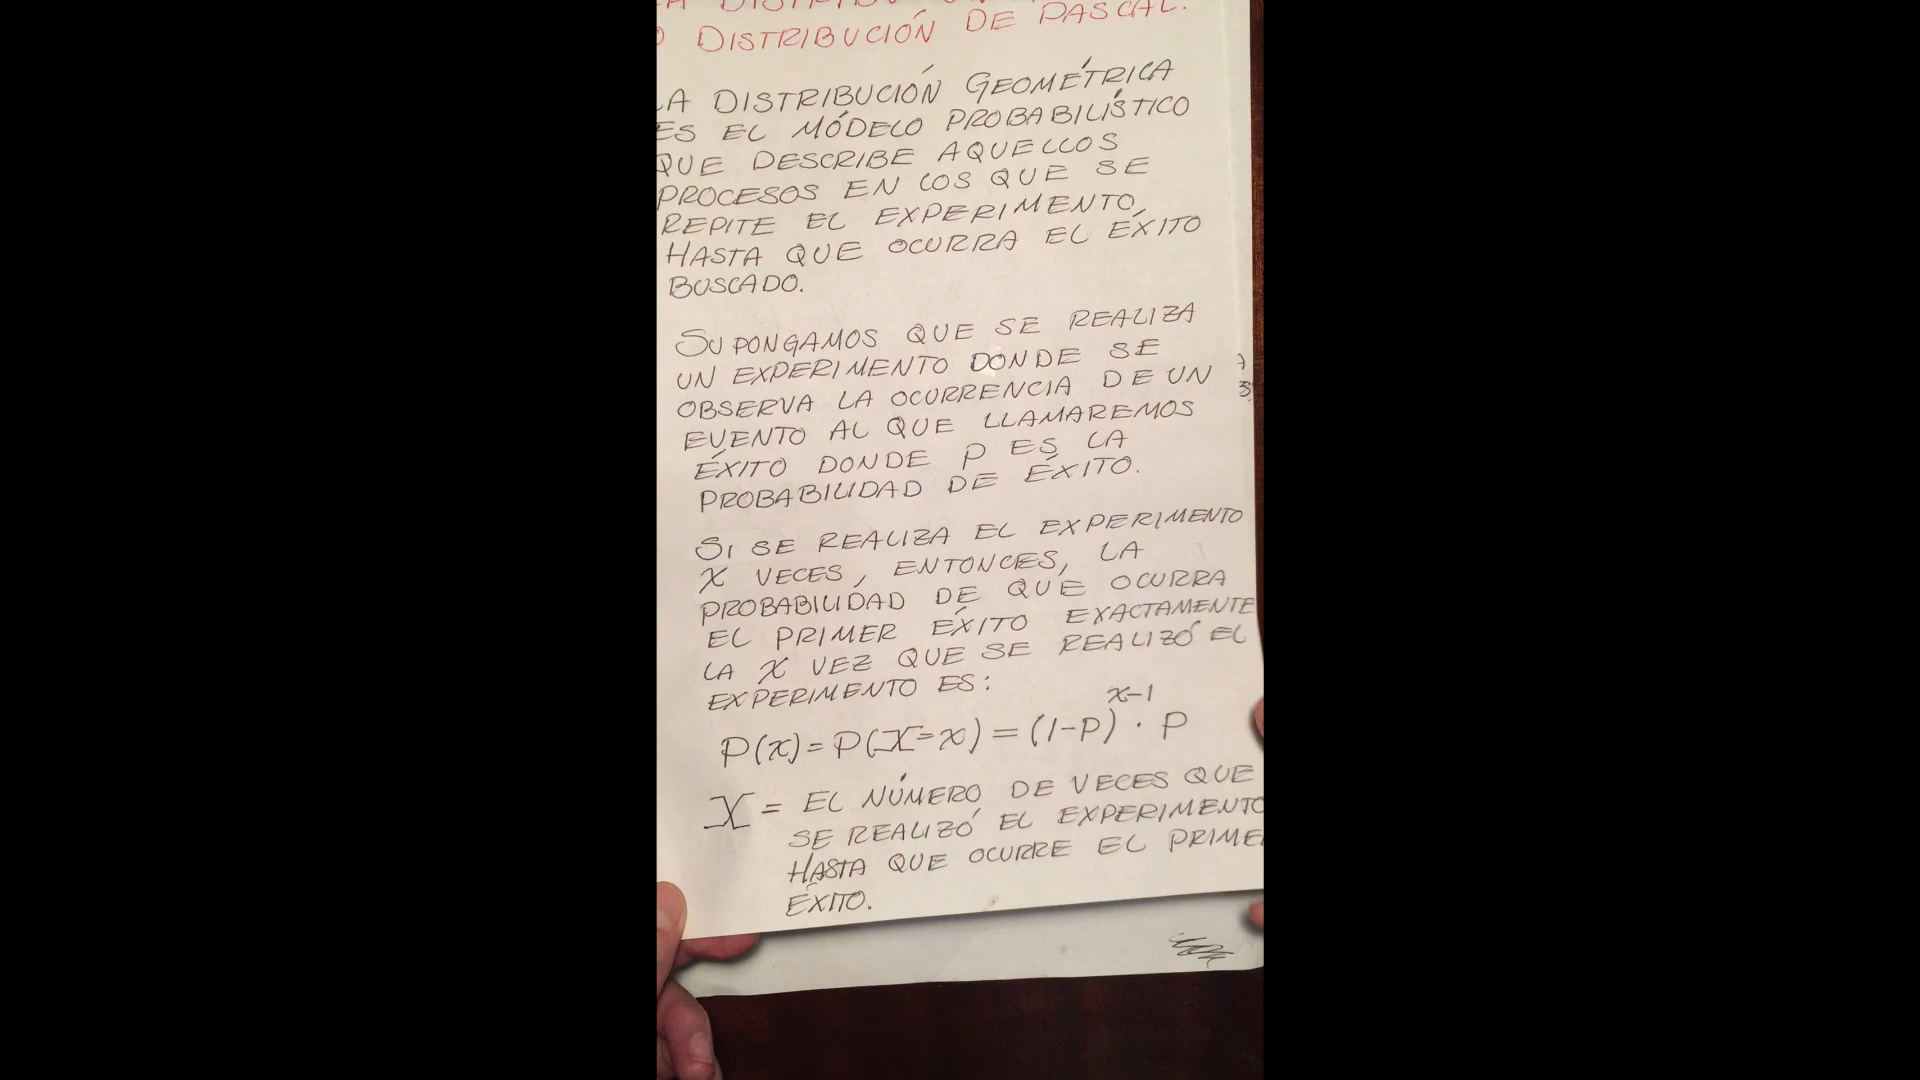 DISTRIBUCIÓN DE PASCAL.
LA DISTRIBUCIÓN GEOMÉTRICA
ES EL MÓDELO PROBABILÍSTICO
QUE DESCRIBE AQUELLOS
PROCESOS EN LOS QUE SE
REPITE EL EXPERIMENTO
HASTA QUE OCURRA EL ÉXITO
BUSCADO.
SUPONGAMOS QUE SE REALIZA
UN EXPERIMENTO DONDE SE
OBSERVA LA OCURRENCIA DE UN
EVENTO AL QUE LLAMAREMOS
ÉXITO DONDE P ES LA
PROBABILIDAD DE ÉXITO.
SI SE REALIZA EL EXPERIMENTO
X VECES, ENTONCES, LA
PROBABILIDAD DE QUE OCURRA
EL PRIMER ÉXITO EXACTAMENTE
LA X VEZ QUE SE REALIZÓ EL
EXPERIMENTO ES:
P(x) = P(X=x) = (1-P)^{x-1} · P
X = EL NÚMERO DE VECES QUE
SE REALIZÓ EL EXPERIMENTO
HASTA QUE OCURRE EL PRIME
ÉXITO.